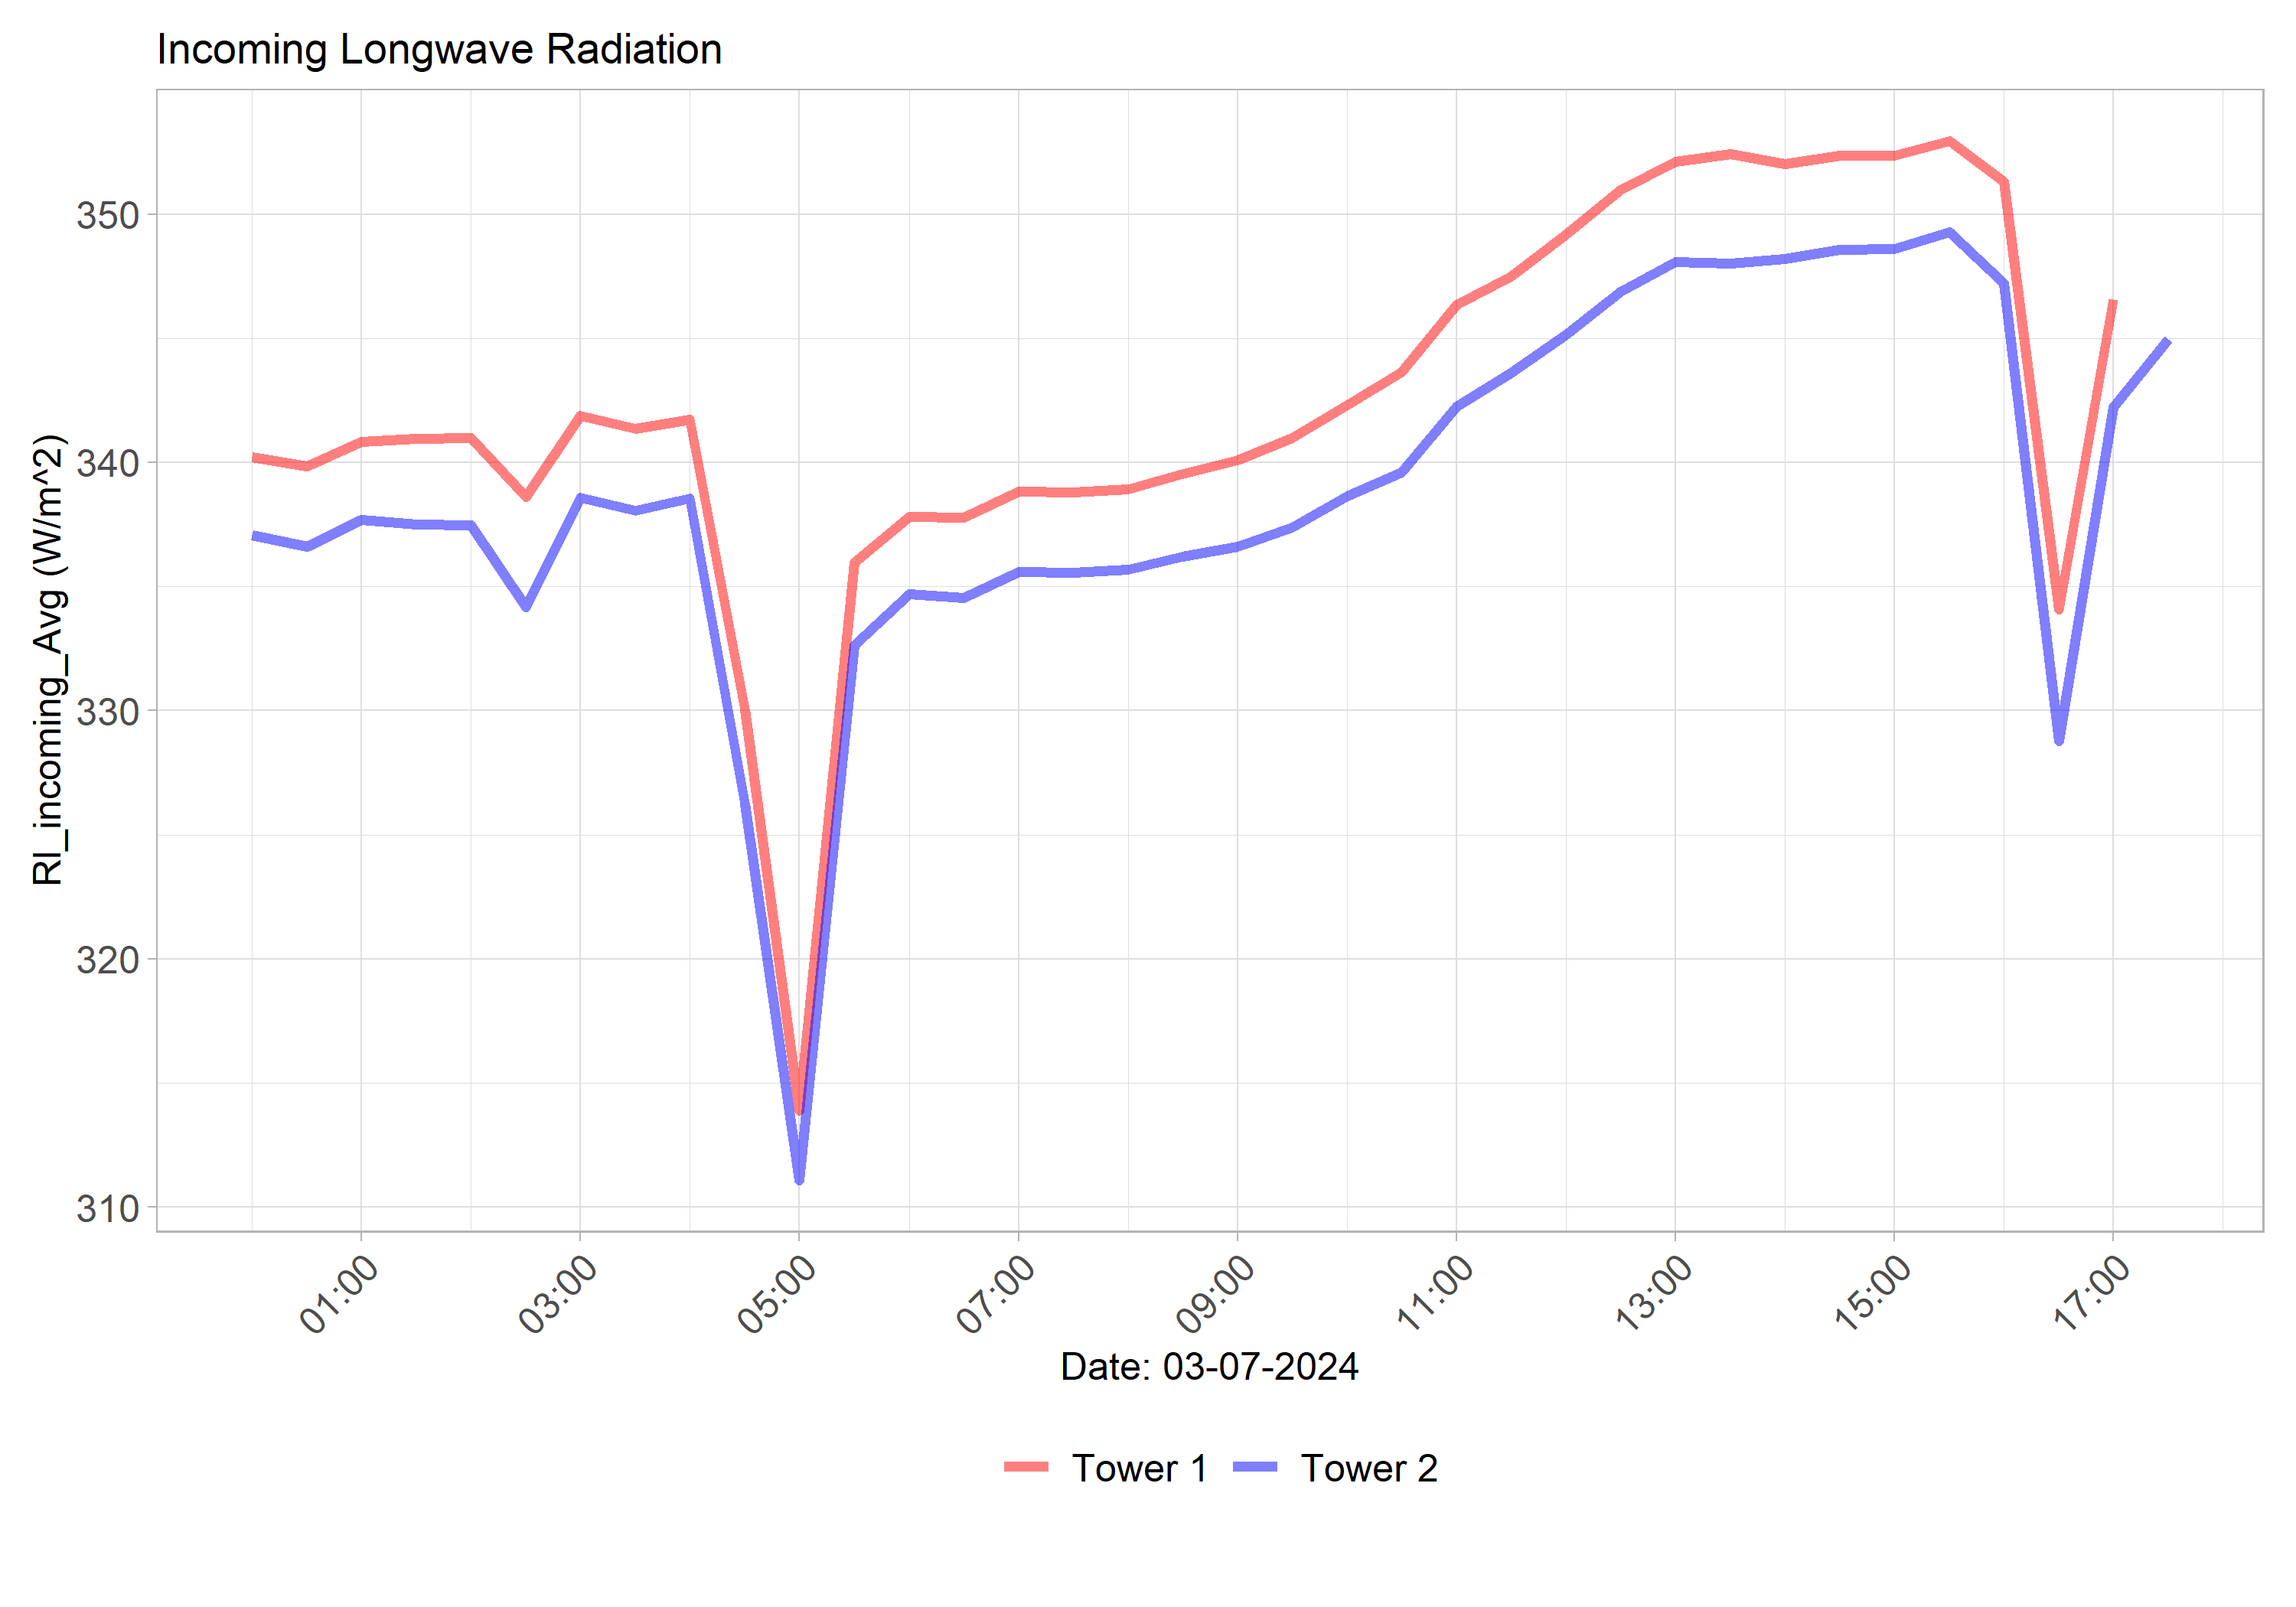 Incoming Longwave Radiation
Rl_incoming_Avg (W/m^2)
350
340
330
320
310
01:00 03:00 05:00 07:00 09:00 11:00 13:00 15:00 17:00
Date: 03-07-2024
Tower 1 Tower 2